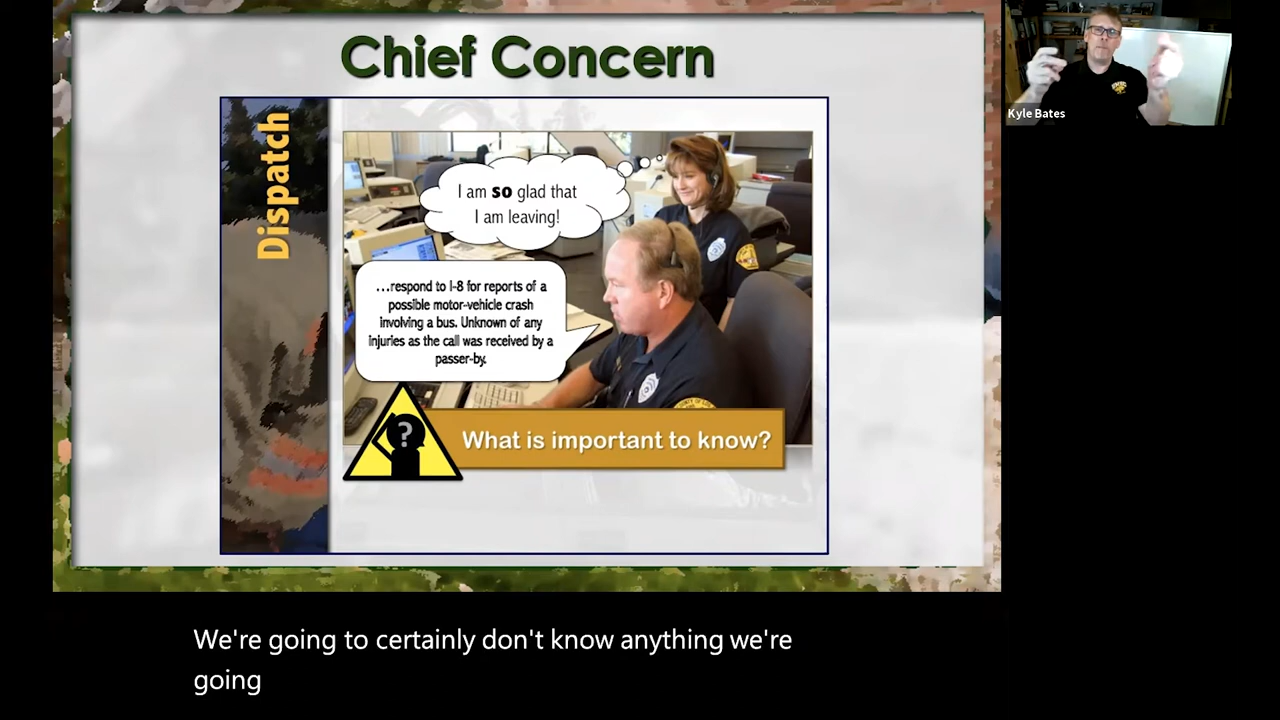 Chief Concern
Kyle Bates
Dispatch
I am so glad that
I am leaving!
...respond to I-8 for reports of a
possible motor-vehicle crash
involving a bus. Unknown of any
injuries as the call was received by a
passer-by.
?
What is important to know?
We're going to certainly don't know anything we're
going